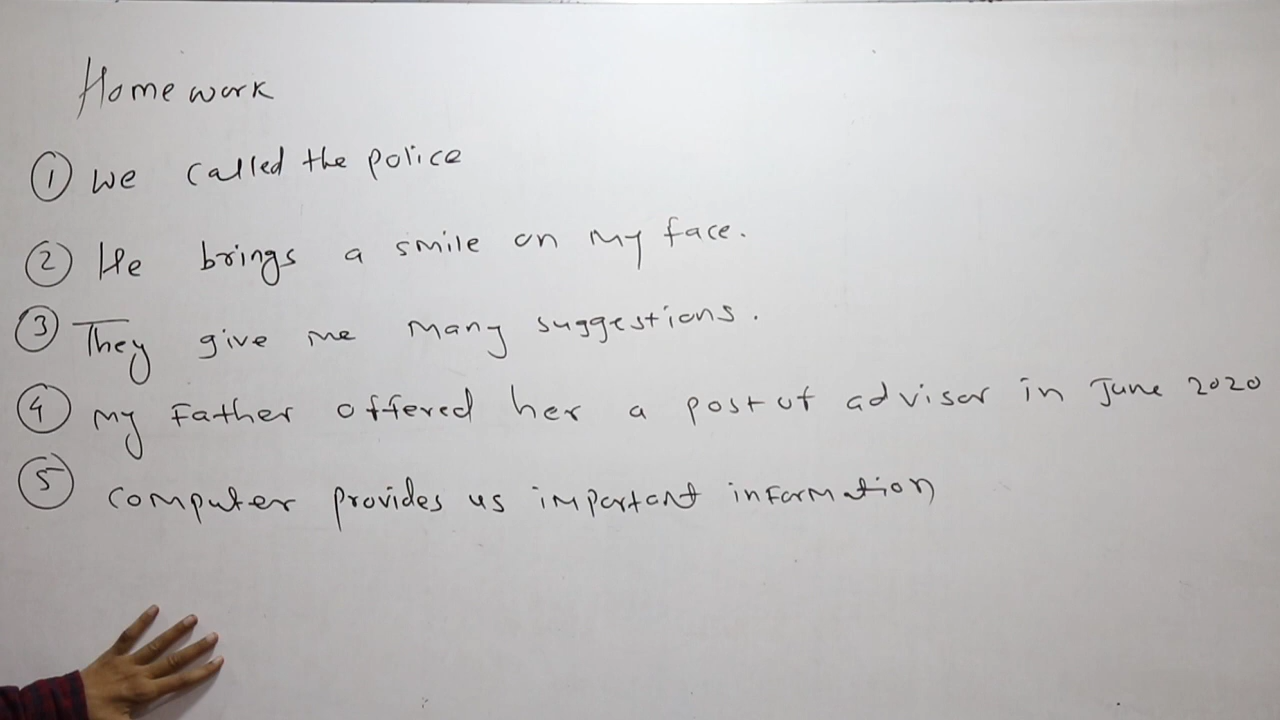 Homework
① We called the police
② He brings a smile on my face.
③ They give me many suggestions.
④ My Father offered her a post of advisor in June 2020
⑤ Computer provides us important information